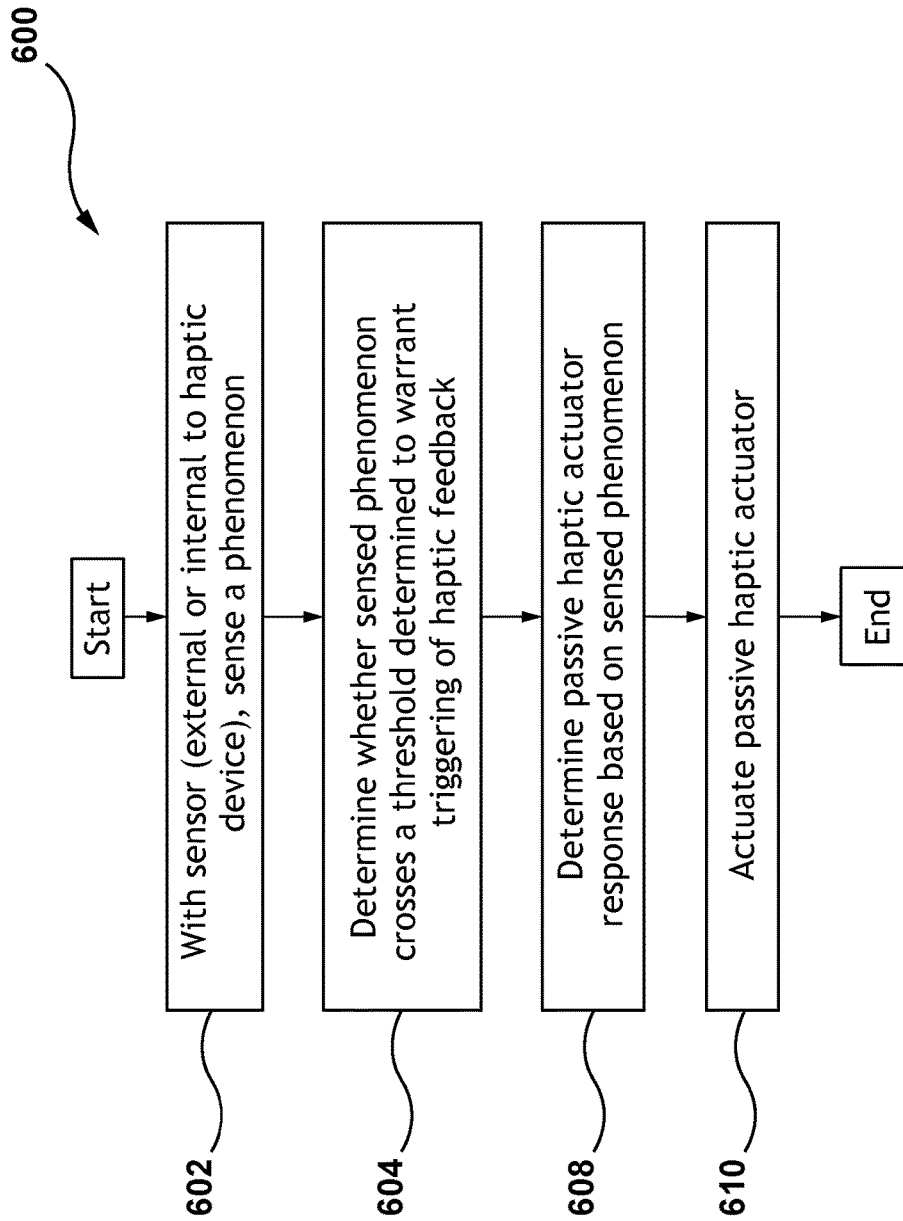 600
Start
602
With sensor (external or internal to haptic
device), sense a phenomenon
604
Determine whether sensed phenomenon
crosses a threshold determined to warrant
triggering of haptic feedback
608
Determine passive haptic actuator
response based on sensed phenomenon
610
Actuate passive haptic actuator
End